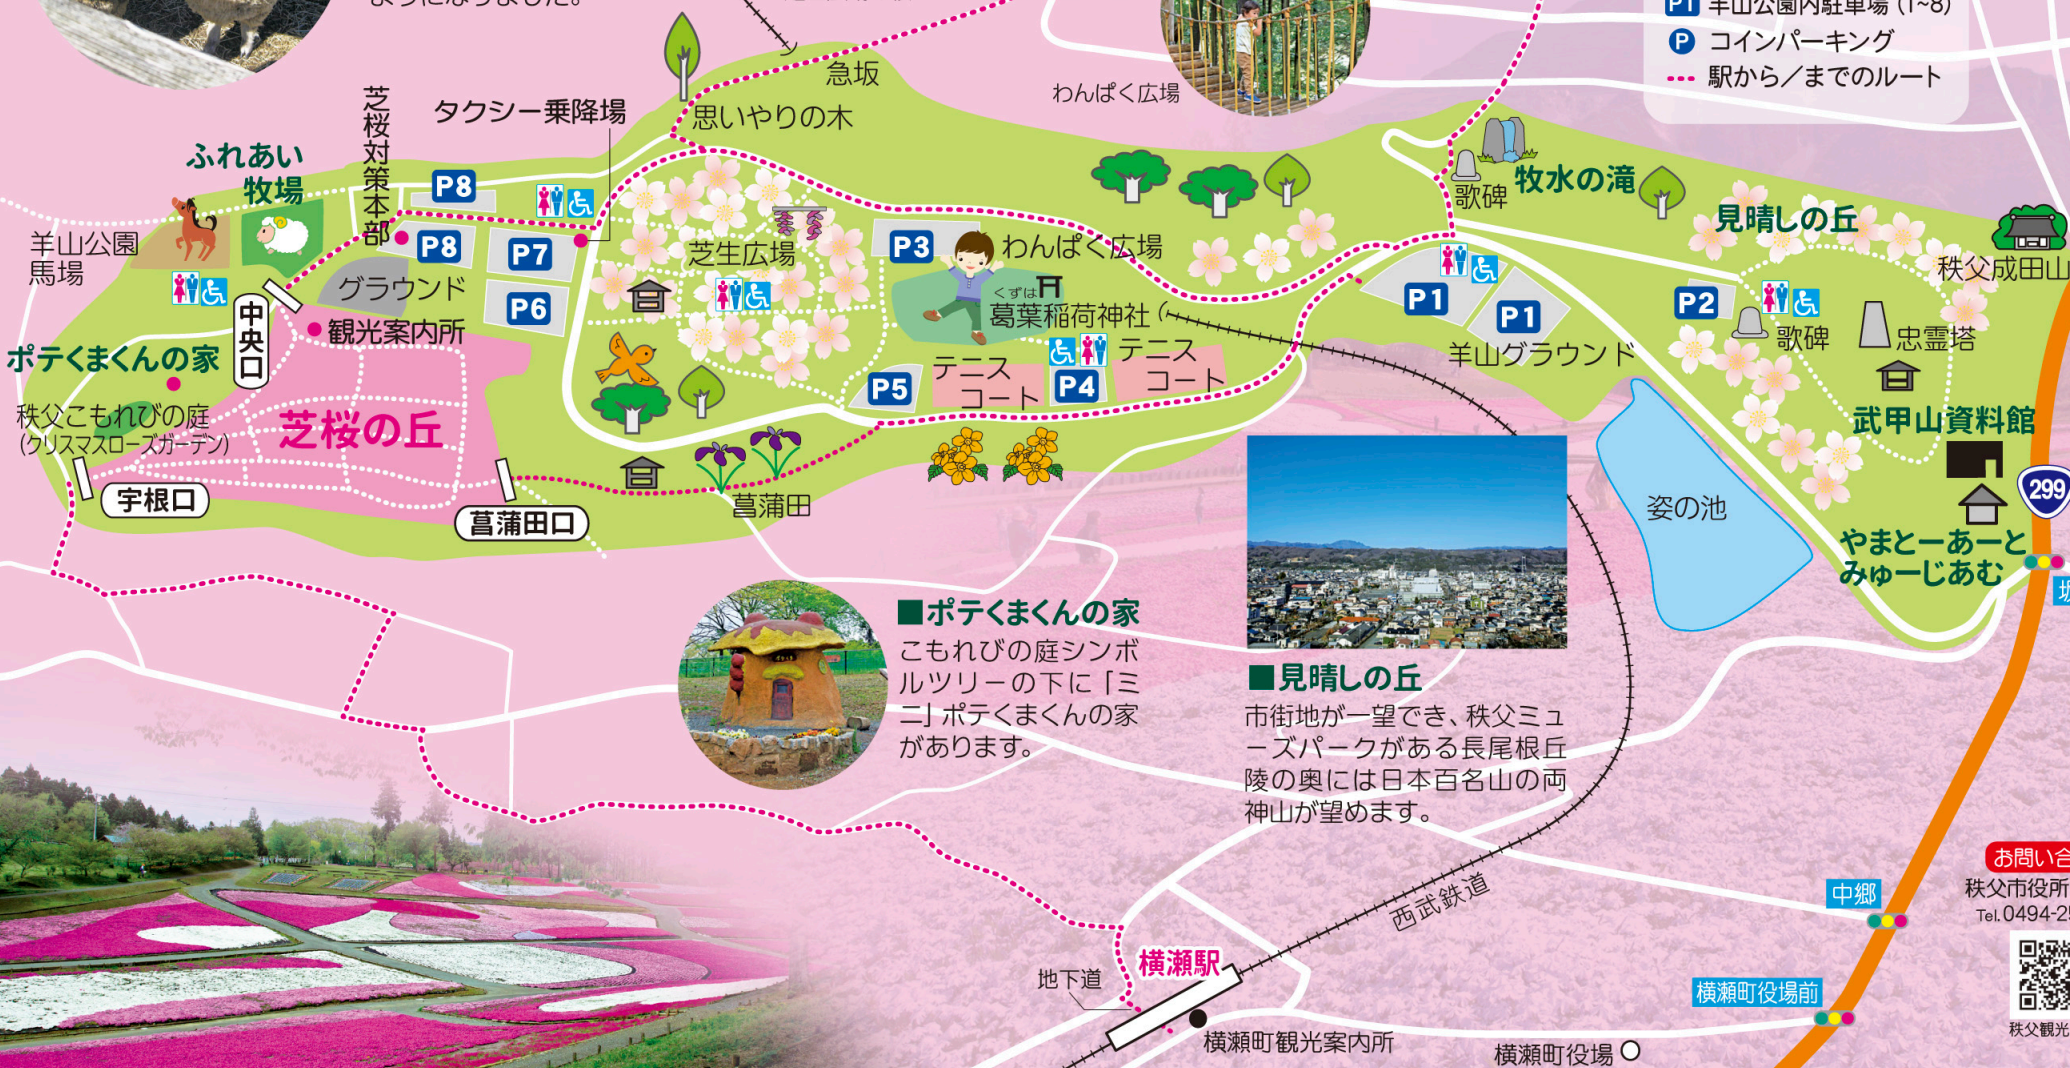 ようになりました。
P1 羊山公園内駐車場（1~8）
P コインパーキング
駅から／までのルート
急坂
思いやりの木
わんぱく広場
タクシー乗降場
芝桜対策本部
ふれあい
牧場
P8
P8
P7
P6
羊山公園
馬場
グラウンド
中央口
観光案内所
ポテくまくんの家
秩父こもれびの庭
（クリスマスローズガーデン）
芝桜の丘
宇根口
菖蒲田口
芝生広場
P3
わんぱく広場
くずは
葛葉稲荷神社
テニス
コート
P4
テニス
コート
P5
菖蒲田
歌碑
牧水の滝
見晴しの丘
秩父成田山
P1
P1
羊山グラウンド
P2
歌碑
忠霊塔
武甲山資料館
299
やまとーあーと
みゅーじあむ
姿の池
■ポテくまくんの家
こもれびの庭シンボ
ルツリーの下に「ミ
ニ」ポテくまくんの家
があります。
■見晴しの丘
市街地が一望でき、秩父ミュ
ーズパークがある長尾根丘
陵の奥には日本百名山の両
神山が望めます。
西武鉄道
中郷
お問い合
秩父市役所
Tel.0494-2
横瀬駅
地下道
横瀬町役場前
横瀬町観光案内所
横瀬町役場
秩父観光